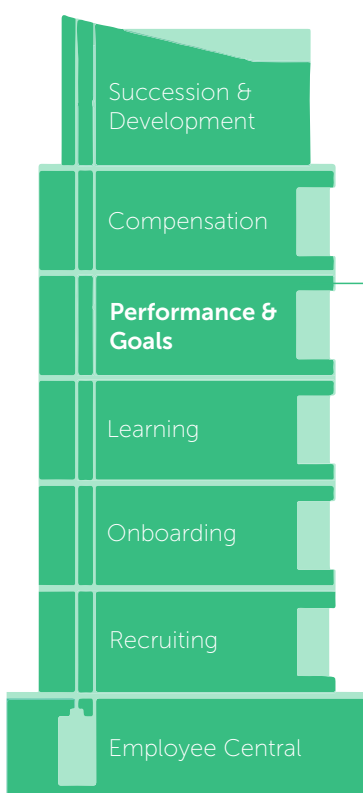 Succession &
Development
Compensation
Performance &
Goals
Learning
Onboarding
Recruiting
Employee Central